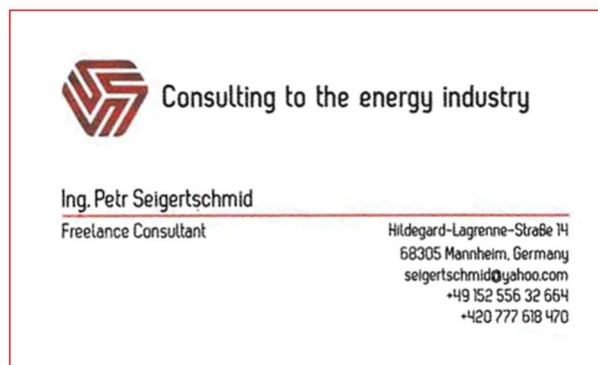 Consulting to the energy industry
Ing. Petr Seigertschmid
Freelance Consultant
Hildegard-Lagrenne-Straße 14
68305 Mannheim, Germany
seigertschmid@yahoo.com
+49 152 556 32 664
+420 777 618 470